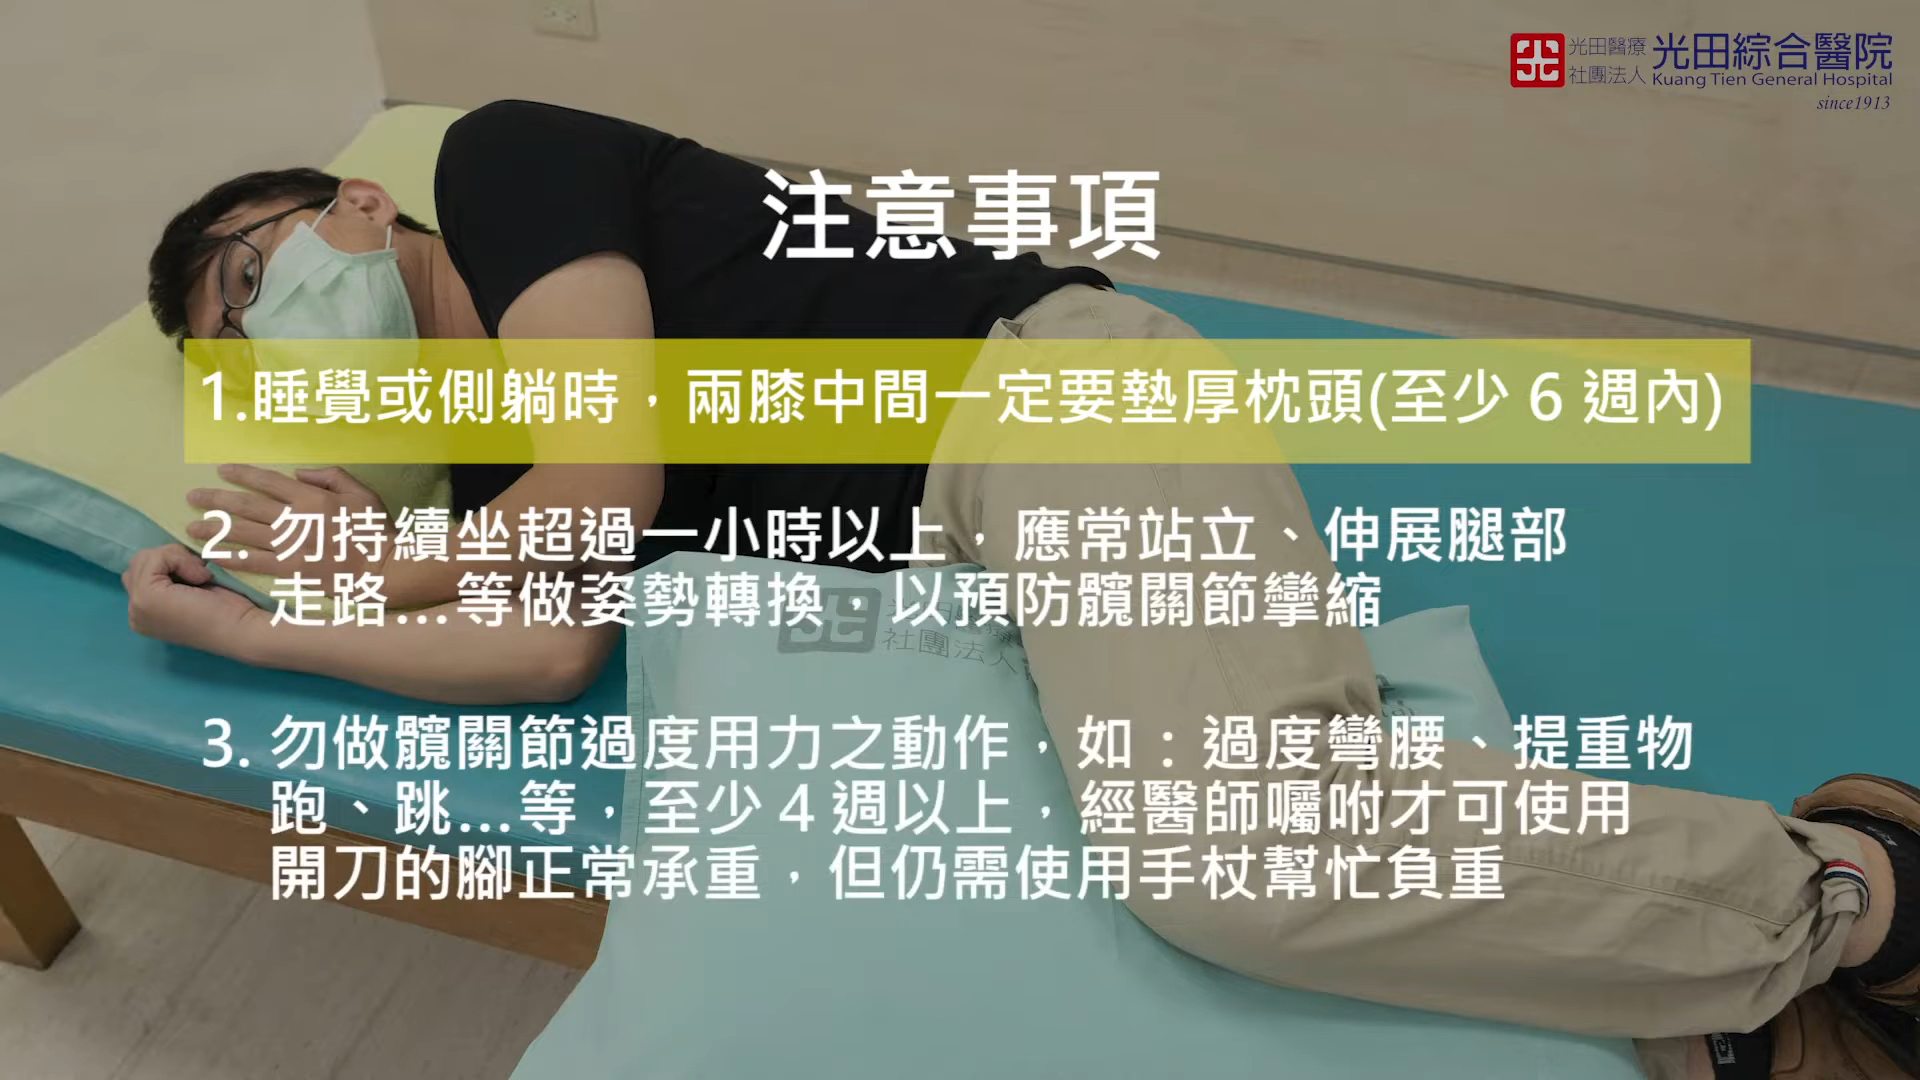 光田醫療
社團法人
光田綜合醫院
Kuang Tien General Hospital
since1913
注意事項
1.睡覺或側躺時，兩膝中間一定要墊厚枕頭(至少 6 週內)
2. 勿持續坐超過一小時以上，應常站立、伸展腿部
走路...等做姿勢轉換，以預防髖關節攣縮
社團法人
3. 勿做髖關節過度用力之動作，如：過度彎腰、提重物
跑、跳...等，至少 4 週以上，經醫師囑咐才可使用
開刀的腳正常承重，但仍需使用手杖幫忙負重